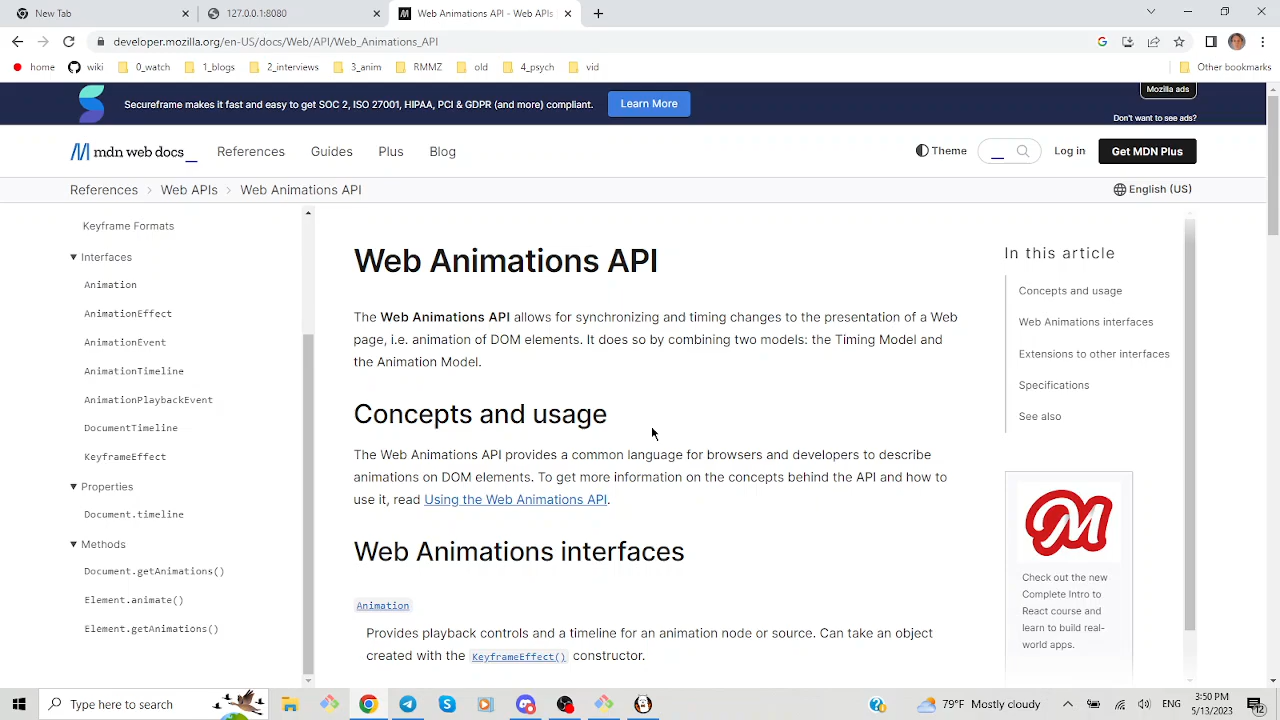 New Tab
127.0.0.1:8080
Web Animations API - Web APIs
developer.mozilla.org/en-US/docs/Web/API/Web_Animations_API
home
wiki
0_watch
1_blogs
2_interviews
3_anim
RMMZ
old
4_psych
vid
Other bookmarks
Secureframe makes it fast and easy to get SOC 2, ISO 27001, HIPAA, PCI & GDPR (and more) compliant.
Learn More
Mozilla ads
Don't want to see ads?
mdn web docs_
References
Guides
Plus
Blog
Theme
Log in
Get MDN Plus
References
Web APIs
Web Animations API
English (US)
Keyframe Formats
Interfaces
Animation
AnimationEffect
AnimationEvent
AnimationTimeline
AnimationPlaybackEvent
DocumentTimeline
KeyframeEffect
Properties
Document.timeline
Methods
Document.getAnimations()
Element.animate()
Element.getAnimations()
Web Animations API
The Web Animations API allows for synchronizing and timing changes to the presentation of a Web
page, i.e. animation of DOM elements. It does so by combining two models: the Timing Model and
the Animation Model.
Concepts and usage
The Web Animations API provides a common language for browsers and developers to describe
animations on DOM elements. To get more information on the concepts behind the API and how to
use it, read Using the Web Animations API.
Web Animations interfaces
Animation
Provides playback controls and a timeline for an animation node or source. Can take an object
created with the KeyframeEffect() constructor.
In this article
Concepts and usage
Web Animations interfaces
Extensions to other interfaces
Specifications
See also
M
Check out the new
Complete Intro to
React course and
learn to build real-
world apps.
Type here to search
79°F Mostly cloudy
ENG
3:50 PM
5/13/2023
12